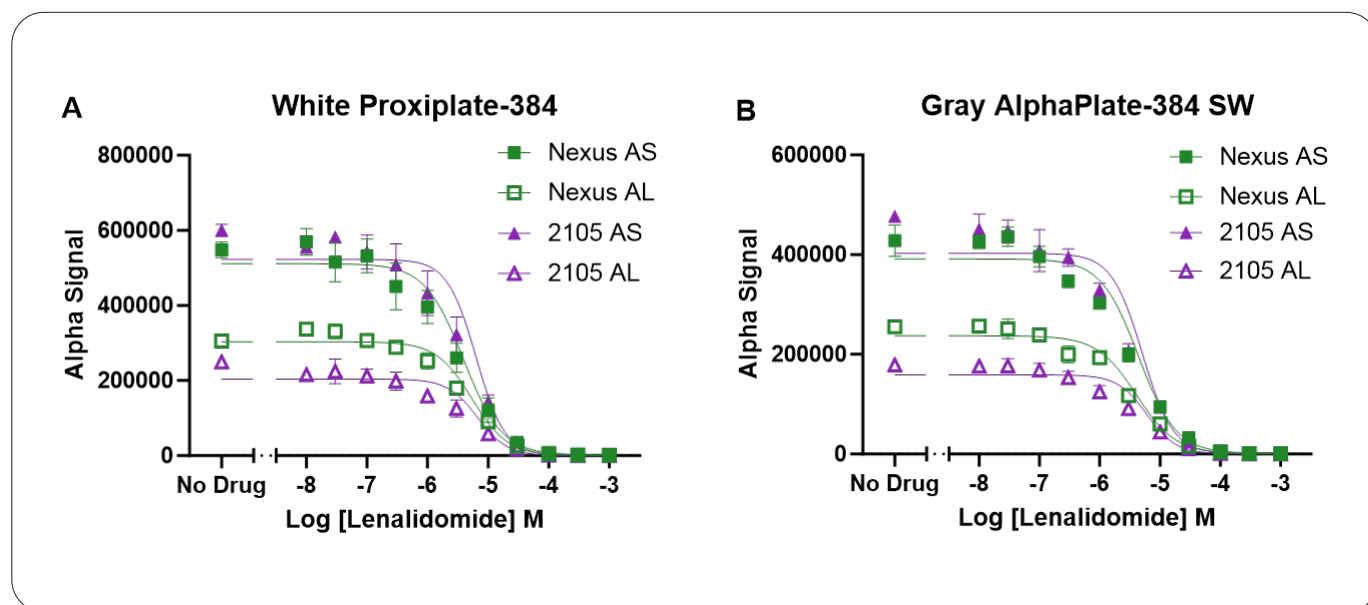 A
White Proxiplate-384
Alpha Signal
800000
600000
400000
200000
0
No Drug
-8
-7
-6
-5
-4
-3
Log [Lenalidomide] M
Nexus AS
Nexus AL
2105 AS
2105 AL
B
Gray AlphaPlate-384 SW
Alpha Signal
600000
400000
200000
0
No Drug
-8
-7
-6
-5
-4
-3
Log [Lenalidomide] M
Nexus AS
Nexus AL
2105 AS
2105 AL